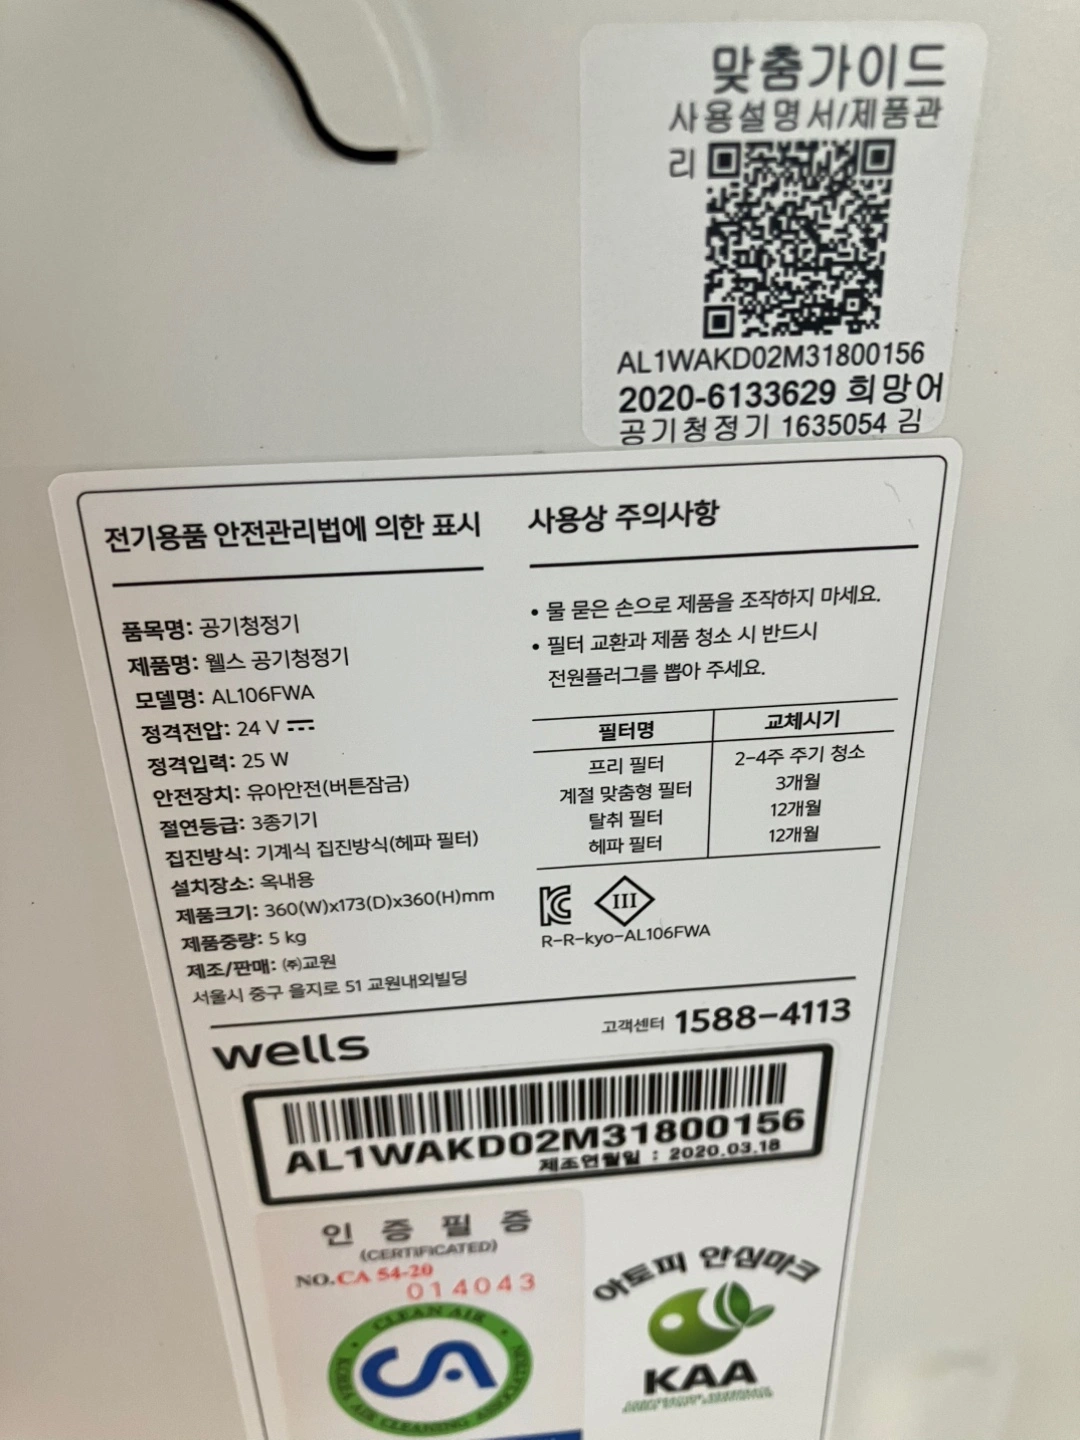 맞춤가이드
사용설명서/제품관
리
AL1WAKD02M31800156
2020-6133629 희망어
공기청정기 1635054 김
전기용품 안전관리법에 의한 표시
품목명: 공기청정기
제품명: 웰스 공기청정기
모델명: AL106FWA
정격전압: 24 V
정격입력: 25 W
안전장치: 유아안전(버튼잠금)
절연등급: 3종기기
집진방식: 기계식 집진방식(헤파 필터)
설치장소: 옥내용
제품크기: 360(W)x173(D)x360(H)mm
제품중량: 5 kg
제조/판매: ㈜교원
서울시 중구 을지로 51 교원내외빌딩
사용상 주의사항
• 물 묻은 손으로 제품을 조작하지 마세요.
• 필터 교환과 제품 청소 시 반드시
전원플러그를 뽑아 주세요.
필터명 교체시기
프리 필터 2-4주 주기 청소
계절 맞춤형 필터 3개월
탈취 필터 12개월
헤파 필터 12개월
III
R-R-kyo-AL106FWA
wells
고객센터 1588-4113
AL1WAKD02M31800156
제조연월일 : 2020.03.18
인 증 필 증
(CERTIFICATED)
NO.CA 54-20
014043
CLEAN AIR
CA
KOREA AIR CLEANING
아토피 안심마크
KAA